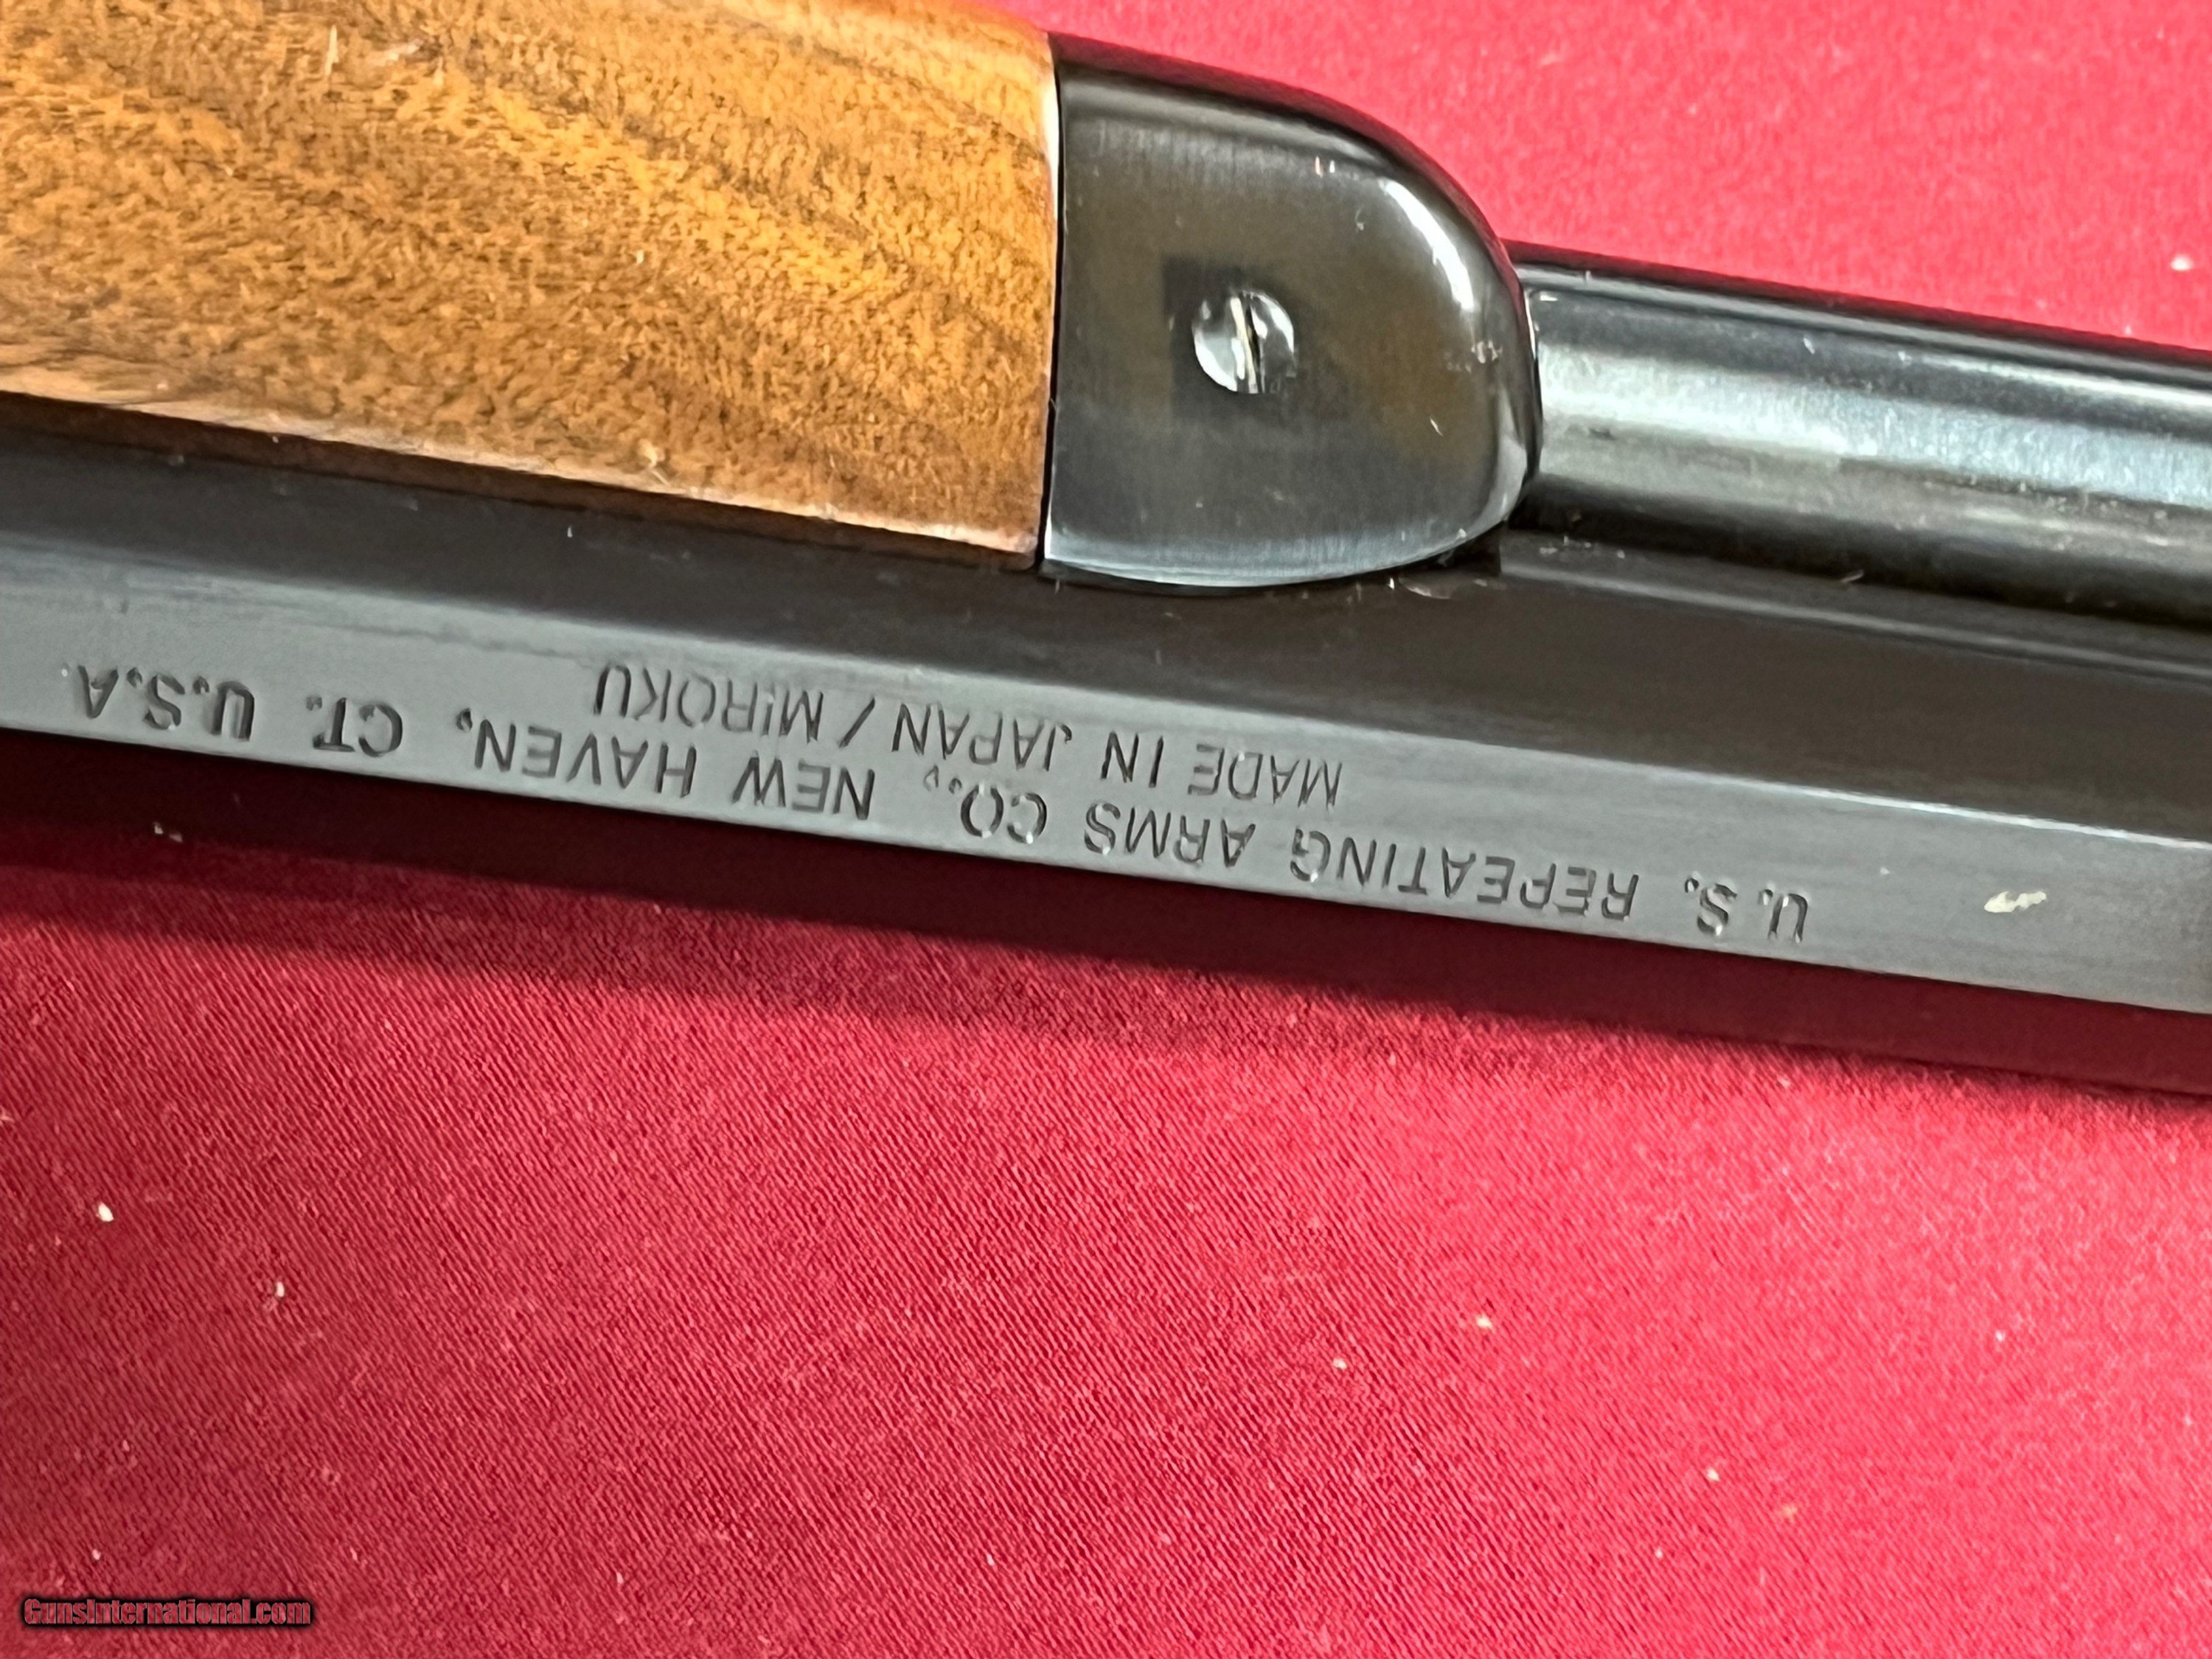 U.S. REPEATING ARMS CO., NEW HAVEN, CT. U.S.A.
MADE IN JAPAN / MIROKU
GunsInternational.com